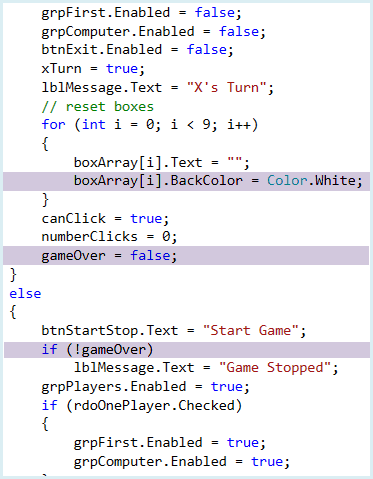 grpFirst.Enabled = false;
grpComputer.Enabled = false;
btnExit.Enabled = false;
xTurn = true;
lblMessage.Text = "X's Turn";
// reset boxes
for (int i = 0; i < 9; i++)
{
boxArray[i].Text = "";
boxArray[i].BackColor = Color.White;
}
canClick = true;
numberClicks = 0;
gameOver = false;
}
else
{
btnStartStop.Text = "Start Game";
if (!gameOver)
lblMessage.Text = "Game Stopped";
grpPlayers.Enabled = true;
if (rdoOnePlayer.Checked)
{
grpFirst.Enabled = true;
grpComputer.Enabled = true;